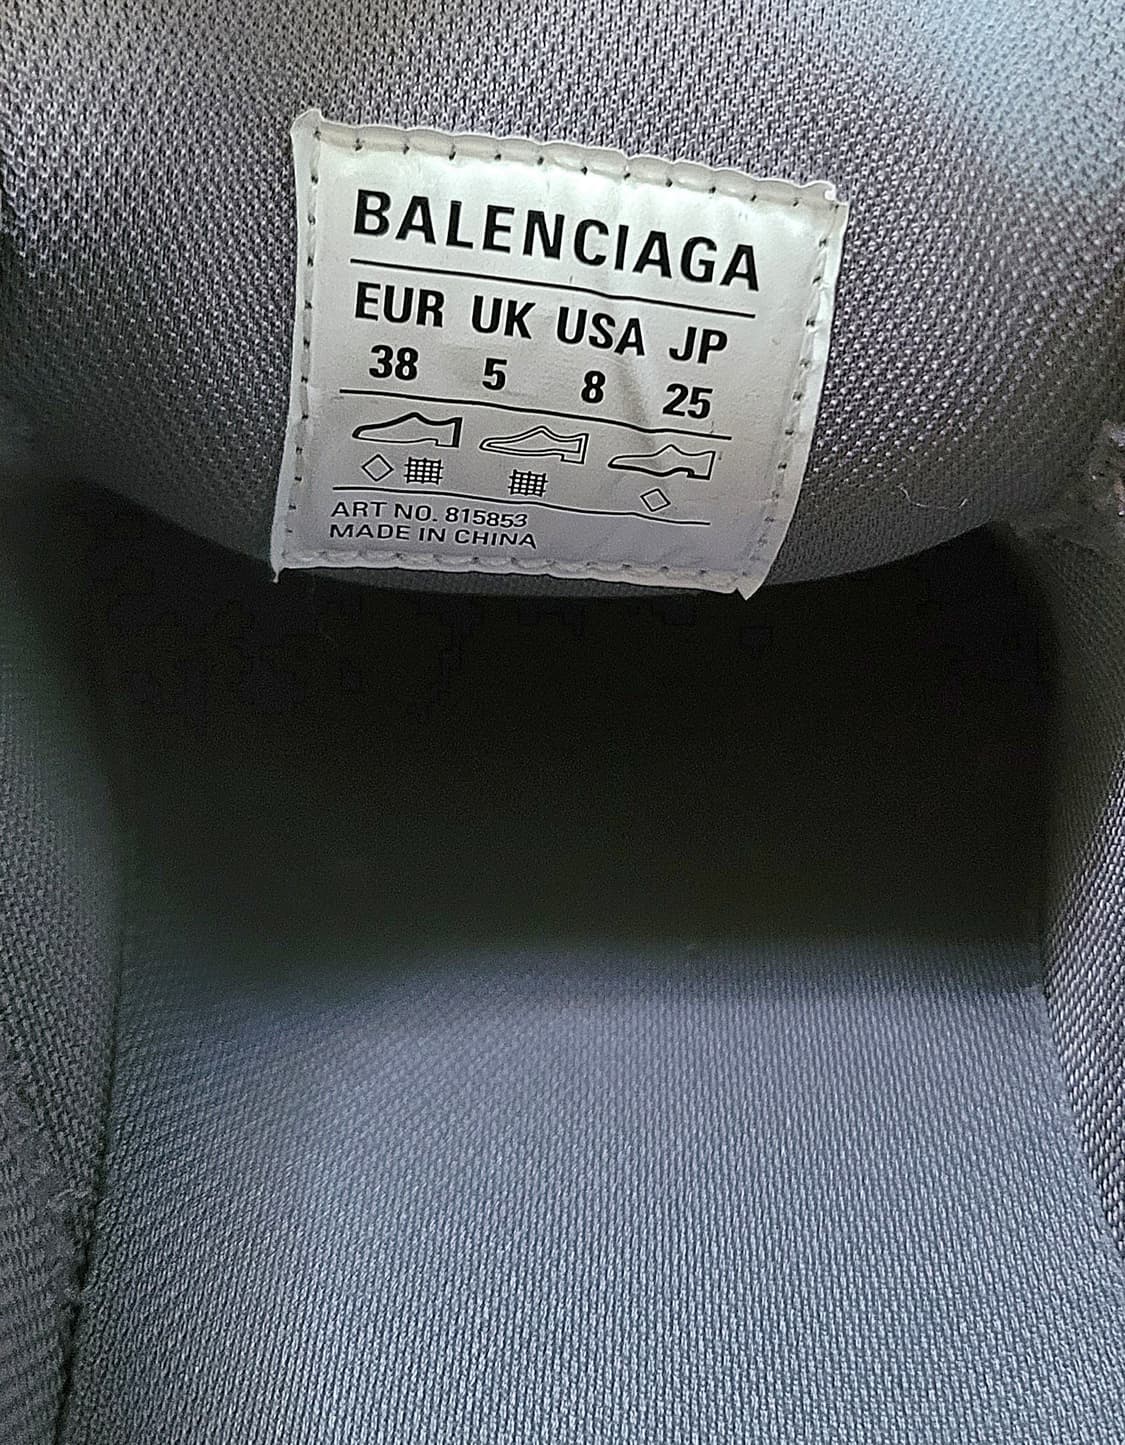 BALENCIAGA
EUR UK USA JP
38 5 8 25
ART NO. 815853
MADE IN CHINA